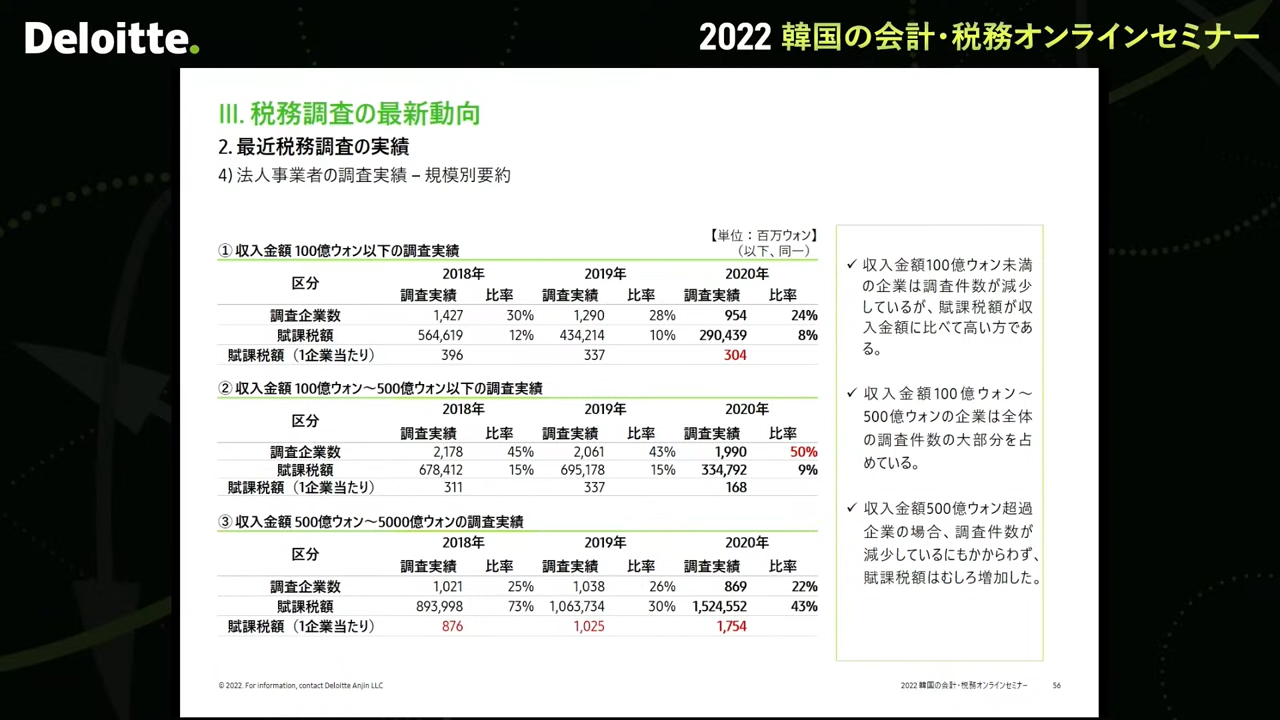 Deloitte.
2022 韓国の会計・税務オンラインセミナー
III. 税務調査の最新動向
2. 最近税務調査の実績
4) 法人事業者の調査実績 – 規模別要約
【単位：百万ウォン】
（以下、同一）
① 収入金額 100億ウォン以下の調査実績
区分 2018年 2019年 2020年
調査実績 比率 調査実績 比率 調査実績 比率
調査企業数 1,427 30% 1,290 28% 954 24%
賦課税額 564,619 12% 434,214 10% 290,439 8%
賦課税額（1企業当たり） 396 337 304
② 収入金額 100億ウォン～500億ウォン以下の調査実績
区分 2018年 2019年 2020年
調査実績 比率 調査実績 比率 調査実績 比率
調査企業数 2,178 45% 2,061 43% 1,990 50%
賦課税額 678,412 15% 695,178 15% 334,792 9%
賦課税額（1企業当たり） 311 337 168
③ 収入金額 500億ウォン～5000億ウォンの調査実績
区分 2018年 2019年 2020年
調査実績 比率 調査実績 比率 調査実績 比率
調査企業数 1,021 25% 1,038 26% 869 22%
賦課税額 893,998 73% 1,063,734 30% 1,524,552 43%
賦課税額（1企業当たり） 876 1,025 1,754
✓ 収入金額100億ウォン未満
の企業は調査件数が減少
しているが、賦課税額が収
入金額に比べて高い方であ
る。
✓ 収入金額100億ウォン～
500億ウォンの企業は全体
の調査件数の大部分を占
めている。
✓ 収入金額500億ウォン超過
企業の場合、調査件数が
減少しているにもかかわらず、
賦課税額はむしろ増加した。
© 2022. For information, contact Deloitte Anjin LLC
2022 韓国の会計・税務オンラインセミナー 56